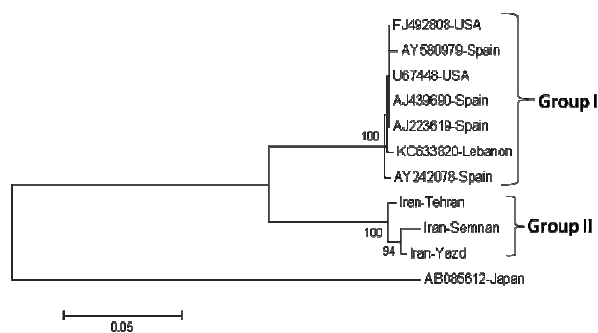 FJ492808-USA
AY580979-Spain
U67448-USA
AJ439690-Spain
Group I
AJ223619-Spain
100
KC633820-Lebanon
AY242078-Spain
Iran-Tehran
Iran-Semnan
Group II
100
94
Iran-Yazd
AB085612-Japan
0.05